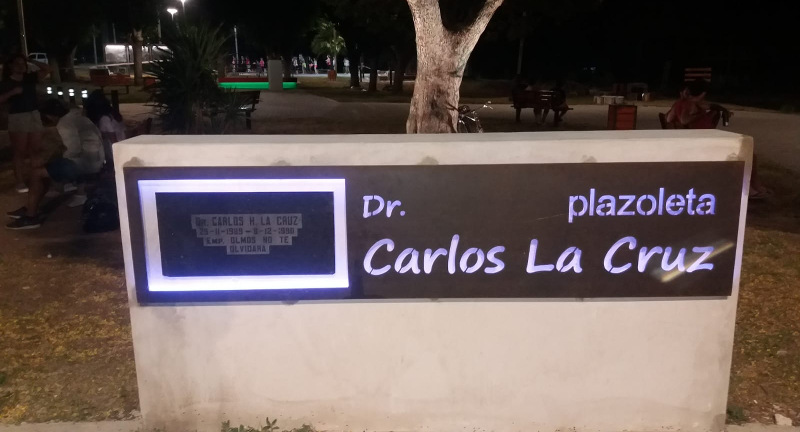 Dr. CARLOS H. LA CRUZ
EMP. OLMOS NO TE
OLVIDARA
Dr. plazoleta
Carlos La Cruz